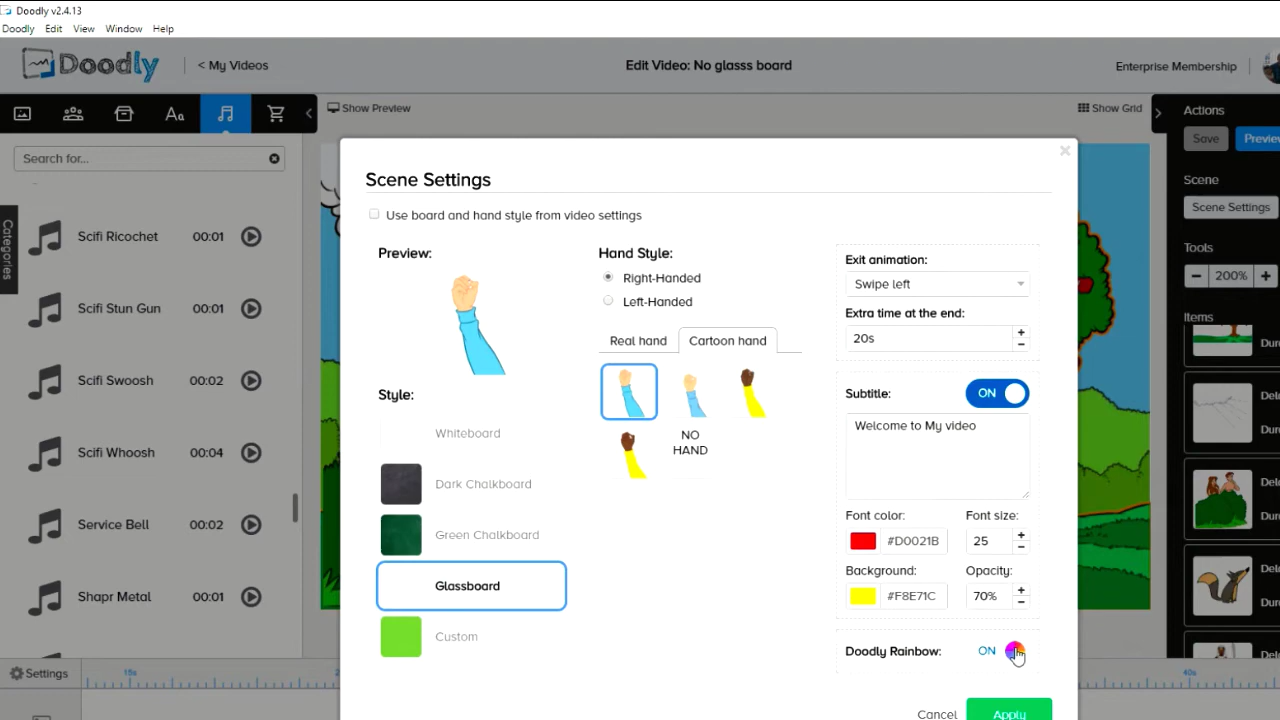 Doodly v2.4.13
Doodly Edit View Window Help
Doodly
< My Videos
Edit Video: No glasss board
Enterprise Membership
Show Preview
Show Grid
Actions
Save
Preview
Search for...
Categories
Scifi Ricochet 00:01
Scifi Stun Gun 00:01
Scifi Swoosh 00:02
Scifi Whoosh 00:04
Service Bell 00:02
Shapr Metal 00:01
Scene Settings
Use board and hand style from video settings
Preview:
Style:
Whiteboard
Dark Chalkboard
Green Chalkboard
Glassboard
Custom
Hand Style:
Right-Handed
Left-Handed
Real hand
Cartoon hand
NO
HAND
Exit animation:
Swipe left
Extra time at the end:
20s
+
−
Subtitle:
ON
Welcome to My video
Font color:
Font size:
#D0021B
25
+
−
Background:
Opacity:
#F8E71C
70%
+
−
Doodly Rainbow:
ON
Cancel
Apply
Scene
Scene Settings
Tools
− 200% +
Items
Settings
15s
40s